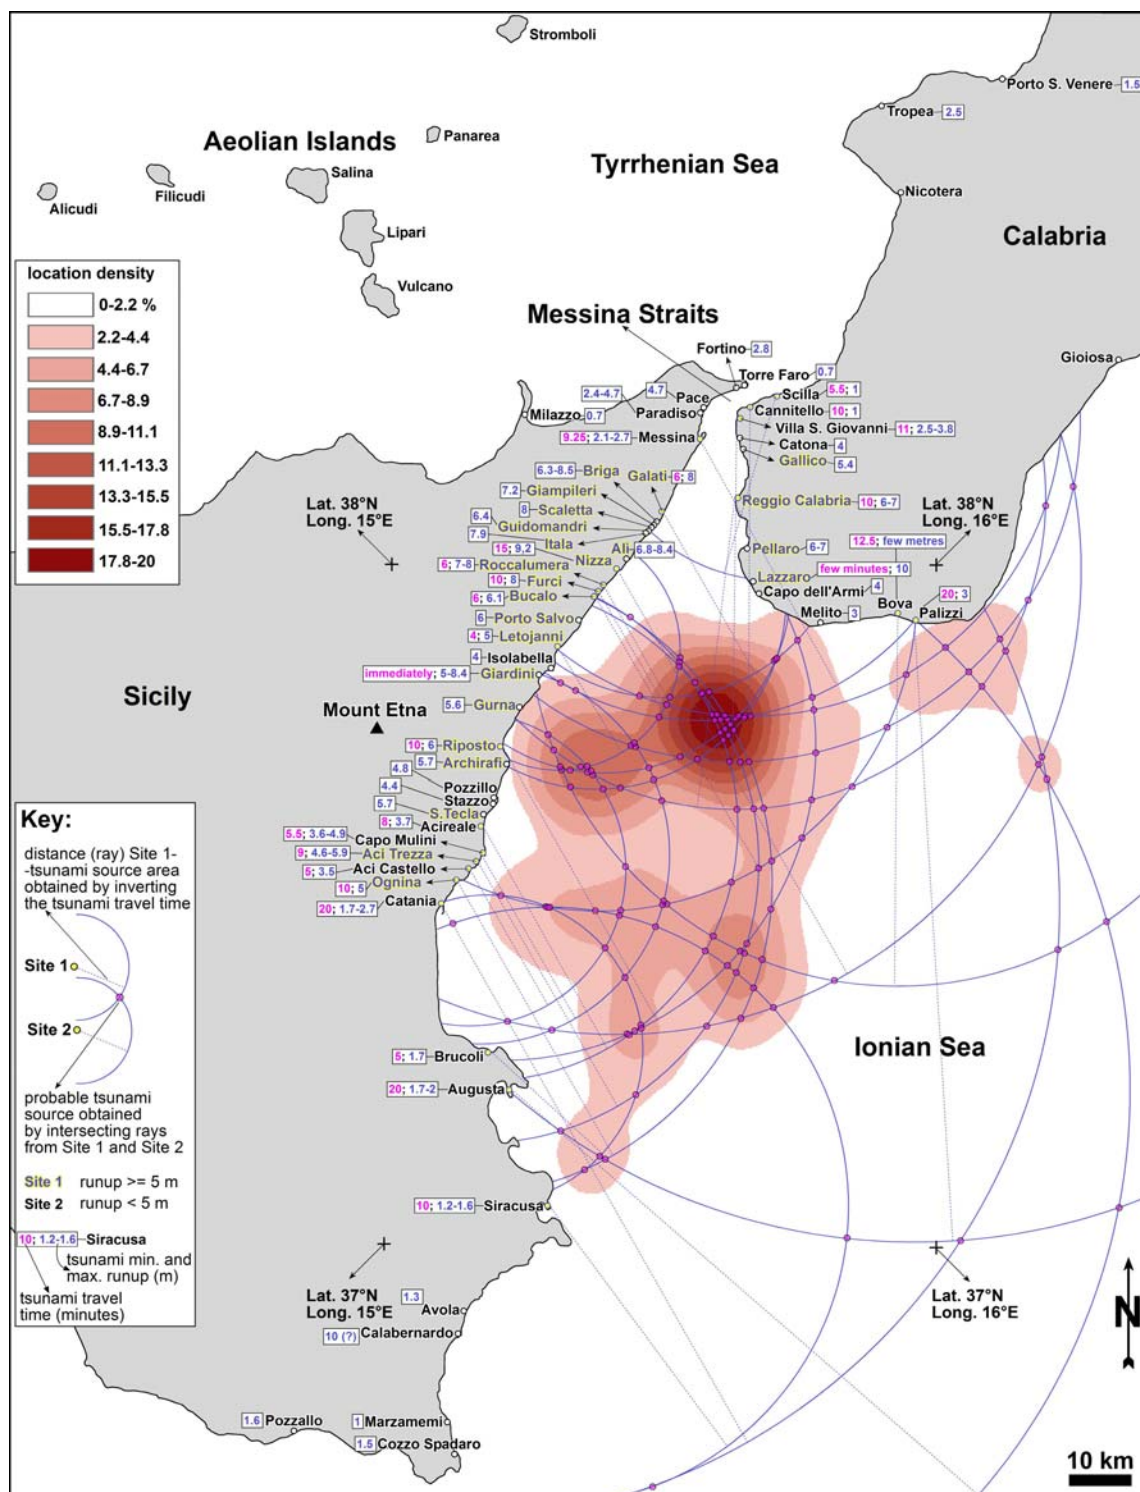 Stromboli
Porto S. Venere 1.5
Tropea 2.5
Panarea
Aeolian Islands
Tyrrhenian Sea
Salina
Filicudi
Alicudi
Nicotera
Lipari
Calabria
Vulcano
location density
0-2.2 %
2.2-4.4
4.4-6.7
6.7-8.9
8.9-11.1
11.1-13.3
13.3-15.5
15.5-17.8
17.8-20
Messina Straits
Fortino 2.8
Gioiosa
Torre Faro 0.7
Scilla 5.5; 1
2.4-4.7 4.7 Pace
Cannitello 10; 1
Milazzo 0.7
Paradiso
Villa S. Giovanni 11; 2.5-3.8
9.25; 2.1-2.7 Messina
Catona 4
Gallico 5.4
6.3-8.5 Briga
Galati 6; 8
7.2 Giampileri
Lat. 38°N
Long. 15°E
8 Scaletta
Reggio Calabria 10; 6-7
Lat. 38°N
Long. 16°E
6.4 Guidomandri
7.9 Itala
12.5; few metres
15; 9,2 Nizza
Ali 6.8-8.4
Pellaro 6-7
6; 7-8 Roccalumera
few minutes; 10
10; 8 Furci
Lazzaro
6; 6.1 Bucalo
Capo dell'Armi 4
20; 3
Bova
6 Porto Salvo
Melito 3
Palizzi
4; 5 Letojanni
4 Isolabella
immediately; 5-8.4 Giardini
Sicily
Mount Etna
5.6 Gurna
10; 6 Riposto
5.7 Archirafi
4.8 Pozzillo
4.4 Stazzo
5.7 S.Tecla
8; 3.7 Acireale
5.5; 3.6-4.9 Capo Mulini
9; 4.6-5.9 Aci Trezza
5; 3.5 Aci Castello
10; 5 Ognina
20; 1.7-2.7 Catania
Key:
distance (ray) Site 1-
-tsunami source area
obtained by inverting
the tsunami travel time
Site 1
Site 2
probable tsunami
source obtained
by intersecting rays
from Site 1 and Site 2
Site 1 runup >= 5 m
Site 2 runup < 5 m
10; 1.2-1.6 Siracusa
tsunami min. and
max. runup (m)
tsunami travel
time (minutes)
5; 1.7 Brucoli
Ionian Sea
20; 1.7-2 Augusta
10; 1.2-1.6 Siracusa
Lat. 37°N
Long. 15°E
Lat. 37°N
Long. 16°E
1.3 Avola
N
10 (?) Calabernardo
1.6 Pozzallo
1 Marzamemi
1.5 Cozzo Spadaro
10 km